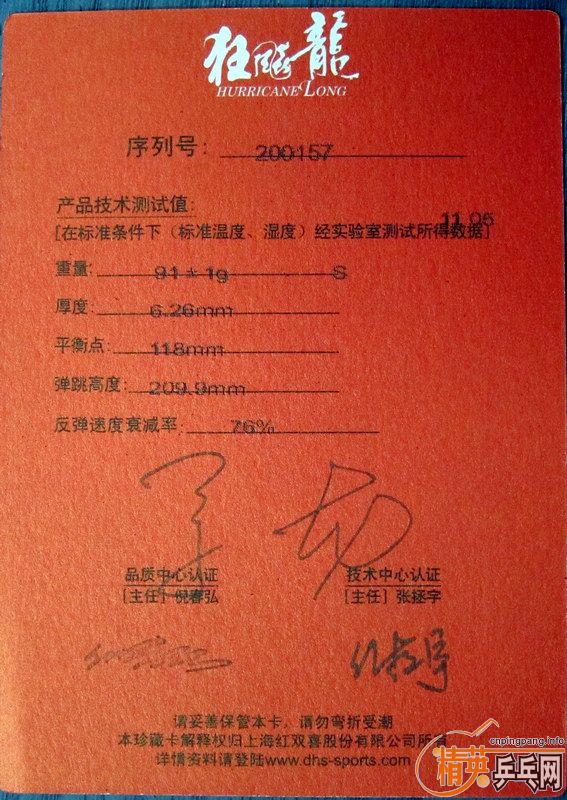 狂飚龍
HURRICANE LONG
序列号: 200157
产品技术测试值:
11.06
[在标准条件下（标准温度、湿度）经实验室测试所得数据]
重量: 91±1g S
厚度: 6.26mm
平衡点: 118mm
弹跳高度: 209.9mm
反弹速度衰减率: 76%
品质中心认证 技术中心认证
[主任] 倪春弘 [主任] 张拯宇
请妥善保管本卡，请勿弯折受潮
本珍藏卡解释权归上海红双喜股份有限公司所有
详情资料请登陆www.dhs-sports.com
cnpingpang.info
精英乒乓网